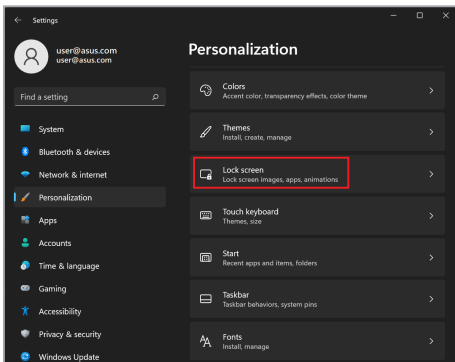 Settings
user@asus.com
user@asus.com
Find a setting
System
Bluetooth & devices
Network & internet
Personalization
Apps
Accounts
Time & language
Gaming
Accessibility
Privacy & security
Windows Update
Personalization
Colors
Accent color, transparency effects, color theme
Themes
Install, create, manage
Lock screen
Lock screen images, apps, animations
Touch keyboard
Themes, size
Start
Recent apps and items, folders
Taskbar
Taskbar behaviors, system pins
Fonts
Install, manage